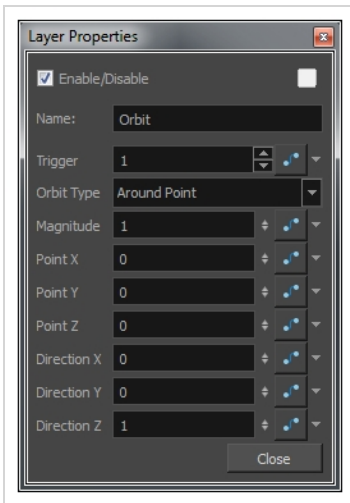 Layer Properties
Enable/Disable
Name: Orbit
Trigger 1
Orbit Type Around Point
Magnitude 1
Point X 0
Point Y 0
Point Z 0
Direction X 0
Direction Y 0
Direction Z 1
Close